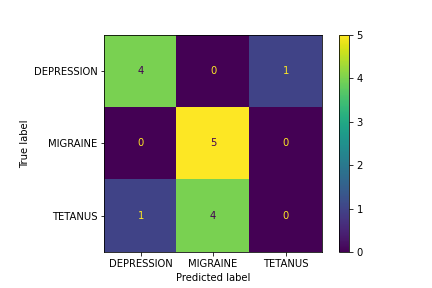 DEPRESSION 4 0 1
MIGRAINE 0 5 0
TETANUS 1 4 0
DEPRESSION MIGRAINE TETANUS
Predicted label
True label
5
4
3
2
1
0